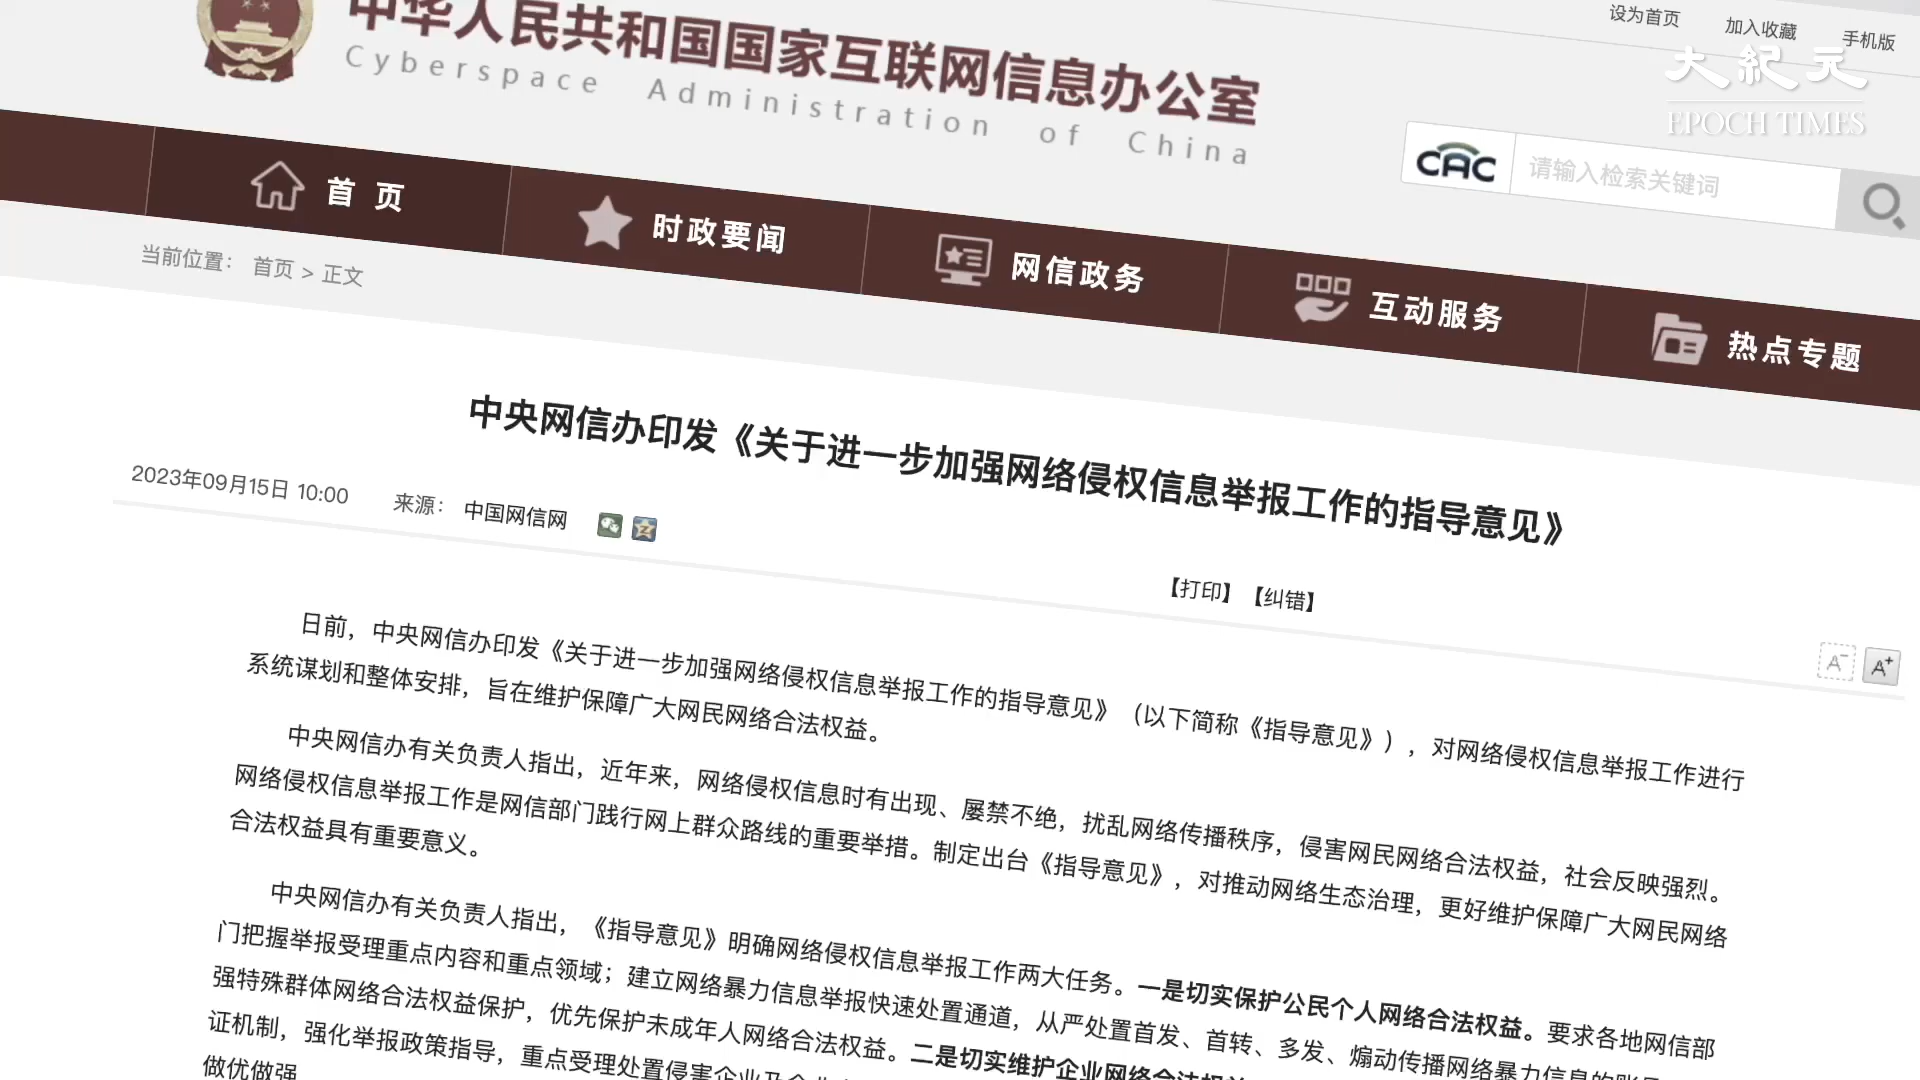 设为首页
加入收藏
手机版
大紀元
EPOCH TIMES
中华人民共和国国家互联网信息办公室
Cyberspace Administration of China
CAC
请输入检索关键词
首页
时政要闻
网信政务
互动服务
热点专题
当前位置： 首页 > 正文
中央网信办印发《关于进一步加强网络侵权信息举报工作的指导意见》
2023年09月15日 10:00 来源： 中国网信网
【打印】【纠错】
A- A+
日前，中央网信办印发《关于进一步加强网络侵权信息举报工作的指导意见》（以下简称《指导意见》），对网络侵权信息举报工作进行
系统谋划和整体安排，旨在维护保障广大网民网络合法权益。
中央网信办有关负责人指出，近年来，网络侵权信息时有出现、屡禁不绝，扰乱网络传播秩序，侵害网民网络合法权益，社会反映强烈。
网络侵权信息举报工作是网信部门践行网上群众路线的重要举措。制定出台《指导意见》，对推动网络生态治理，更好维护保障广大网民网络
合法权益具有重要意义。
中央网信办有关负责人指出，《指导意见》明确网络侵权信息举报工作两大任务。一是切实保护公民个人网络合法权益。要求各地网信部
门把握举报受理重点内容和重点领域；建立网络暴力信息举报快速处置通道，从严处置首发、首转、多发、煽动传播网络暴力信息的账号
强特殊群体网络合法权益保护，优先保护未成年人网络合法权益。二是切实维护企业网络合法权
证机制，强化举报政策指导，重点受理处置侵害企业及企业
做优做强